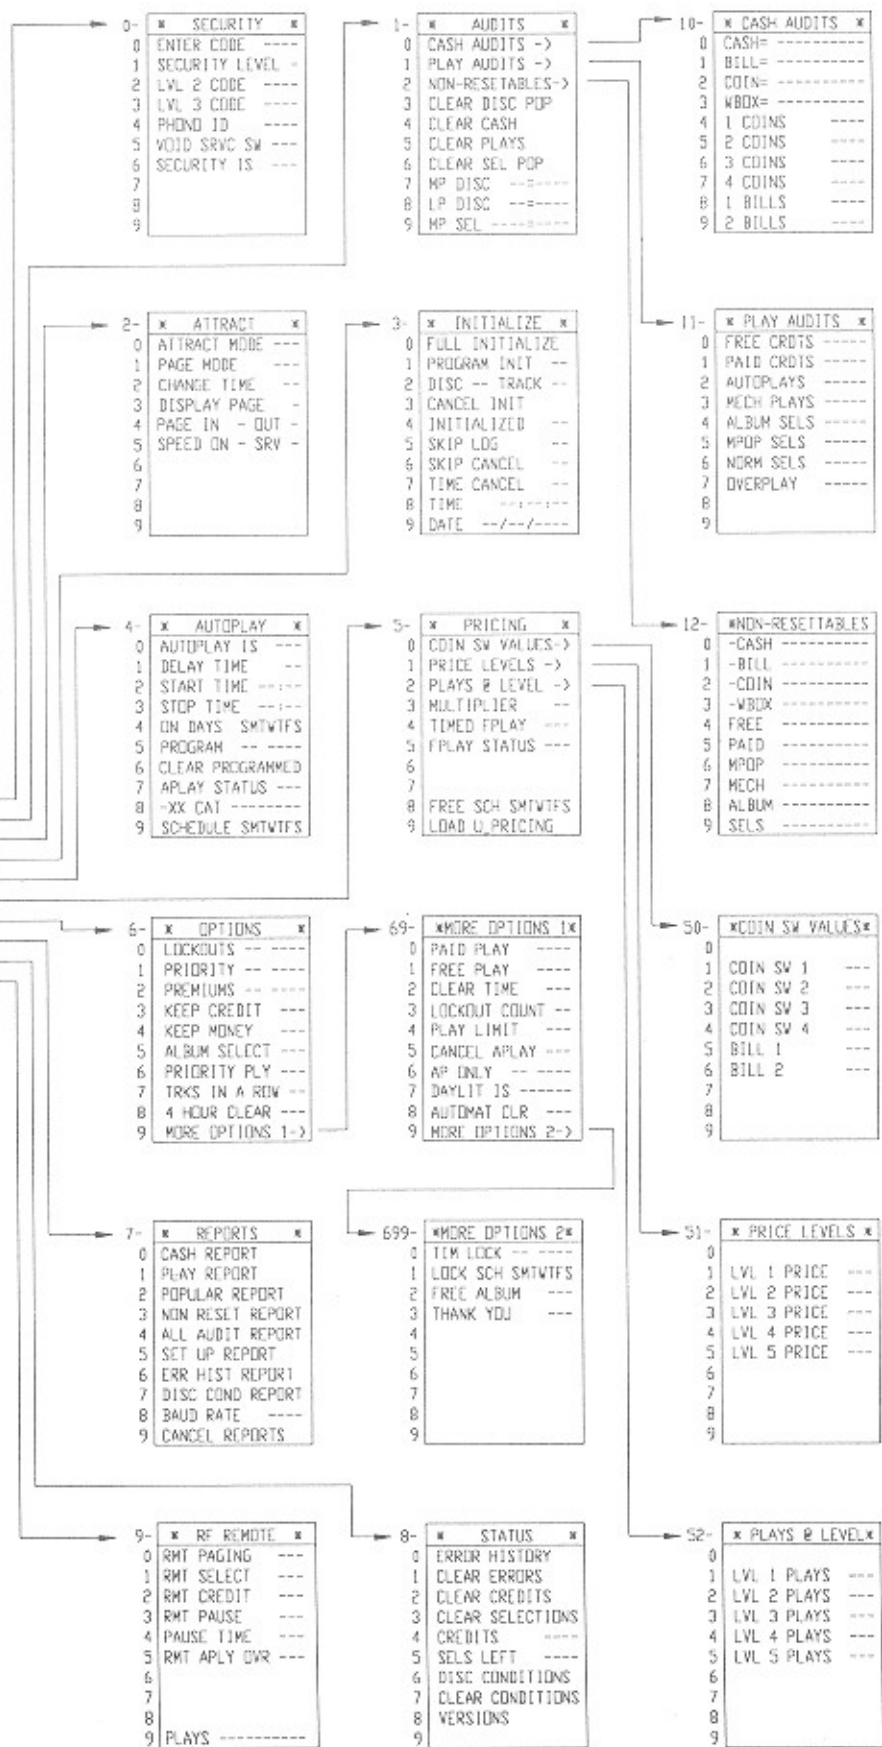 0- * SECURITY *
0 ENTER CODE ----
1 SECURITY LEVEL -
2 LVL 2 CODE ----
3 LVL 3 CODE ----
4 PHONO ID ----
5 VOID SRVC SW ---
6 SECURITY IS ---
7
8
9
1- * AUDITS *
0 CASH AUDITS ->
1 PLAY AUDITS ->
2 NON-RESETABLES->
3 CLEAR DISC POP
4 CLEAR CASH
5 CLEAR PLAYS
6 CLEAR SEL POP
7 MP DISC --=----
8 LP DISC --=----
9 MP SEL ----=----
10- * CASH AUDITS *
0 CASH= ----------
1 BILL= ----------
2 COIN= ----------
3 WBOX= ----------
4 1 COINS ----
5 2 COINS ----
6 3 COINS ----
7 4 COINS ----
8 1 BILLS ----
9 2 BILLS ----
2- * ATTRACT *
0 ATTRACT MODE ---
1 PAGE MODE ---
2 CHANGE TIME --
3 DISPLAY PAGE -
4 PAGE IN - OUT -
5 SPEED ON - SRV -
6
7
8
9
3- * INITIALIZE *
0 FULL INITIALIZE
1 PROGRAM INIT --
2 DISC -- TRACK --
3 CANCEL INIT
4 INITIALIZED --
5 SKIP LOG --
6 SKIP CANCEL --
7 TIME CANCEL --
8 TIME --:--:--
9 DATE --/--/----
11- * PLAY AUDITS *
0 FREE CRDTS -----
1 PAID CRDTS -----
2 AUTOPLAYS -----
3 MECH PLAYS -----
4 ALBUM SELS -----
5 MPOP SELS -----
6 NORM SELS -----
7 OVERPLAY -----
8
9
4- * AUTOPLAY *
0 AUTOPLAY IS ---
1 DELAY TIME --
2 START TIME --:--
3 STOP TIME --:--
4 ON DAYS SMTWTFS
5 PROGRAM -- ----
6 CLEAR PROGRAMMED
7 APLAY STATUS ---
8 -XX CAT --------
9 SCHEDULE SMTWTFS
5- * PRICING *
0 COIN SW VALUES->
1 PRICE LEVELS ->
2 PLAYS @ LEVEL ->
3 MULTIPLIER --
4 TIMED FPLAY ---
5 FPLAY STATUS ---
6
7
8 FREE SCH SMTWTFS
9 LOAD U_PRICING
12- *NON-RESETTABLES
0 -CASH ----------
1 -BILL ----------
2 -COIN ----------
3 -WBOX ----------
4 FREE ----------
5 PAID ----------
6 MPOP ----------
7 MECH ----------
8 ALBUM ----------
9 SELS ----------
6- * OPTIONS *
0 LOCKOUTS -- ----
1 PRIORITY -- ----
2 PREMIUMS -- ----
3 KEEP CREDIT ---
4 KEEP MONEY ---
5 ALBUM SELECT ---
6 PRIORITY PLY ---
7 TRKS IN A ROW --
8 4 HOUR CLEAR ---
9 MORE OPTIONS 1->
69- *MORE OPTIONS 1*
0 PAID PLAY ----
1 FREE PLAY ----
2 CLEAR TIME ---
3 LOCKOUT COUNT --
4 PLAY LIMIT ---
5 CANCEL APLAY ---
6 AP ONLY -- ----
7 DAYLIT IS ------
8 AUTOMAT CLR ---
9 MORE OPTIONS 2->
50- *COIN SW VALUES*
0
1 COIN SW 1 ---
2 COIN SW 2 ---
3 COIN SW 3 ---
4 COIN SW 4 ---
5 BILL 1 ---
6 BILL 2 ---
7
8
9
7- * REPORTS *
0 CASH REPORT
1 PLAY REPORT
2 POPULAR REPORT
3 NON RESET REPORT
4 ALL AUDIT REPORT
5 SET UP REPORT
6 ERR HIST REPORT
7 DISC COND REPORT
8 BAUD RATE ----
9 CANCEL REPORTS
699- *MORE OPTIONS 2*
0 TIM LOCK -- ----
1 LOCK SCH SMTWTFS
2 FREE ALBUM ---
3 THANK YOU ---
4
5
6
7
8
9
51- * PRICE LEVELS *
0
1 LVL 1 PRICE ---
2 LVL 2 PRICE ---
3 LVL 3 PRICE ---
4 LVL 4 PRICE ---
5 LVL 5 PRICE ---
6
7
8
9
9- * RF REMOTE *
0 RMT PAGING ---
1 RMT SELECT ---
2 RMT CREDIT ---
3 RMT PAUSE ---
4 PAUSE TIME ---
5 RMT APLY OVR ---
6
7
8
9 PLAYS ----------
8- * STATUS *
0 ERROR HISTORY
1 CLEAR ERRORS
2 CLEAR CREDITS
3 CLEAR SELECTIONS
4 CREDITS ----
5 SELS LEFT ----
6 DISC CONDITIONS
7 CLEAR CONDITIONS
8 VERSIONS
9
52- * PLAYS @ LEVEL*
0
1 LVL 1 PLAYS ---
2 LVL 2 PLAYS ---
3 LVL 3 PLAYS ---
4 LVL 4 PLAYS ---
5 LVL 5 PLAYS ---
6
7
8
9